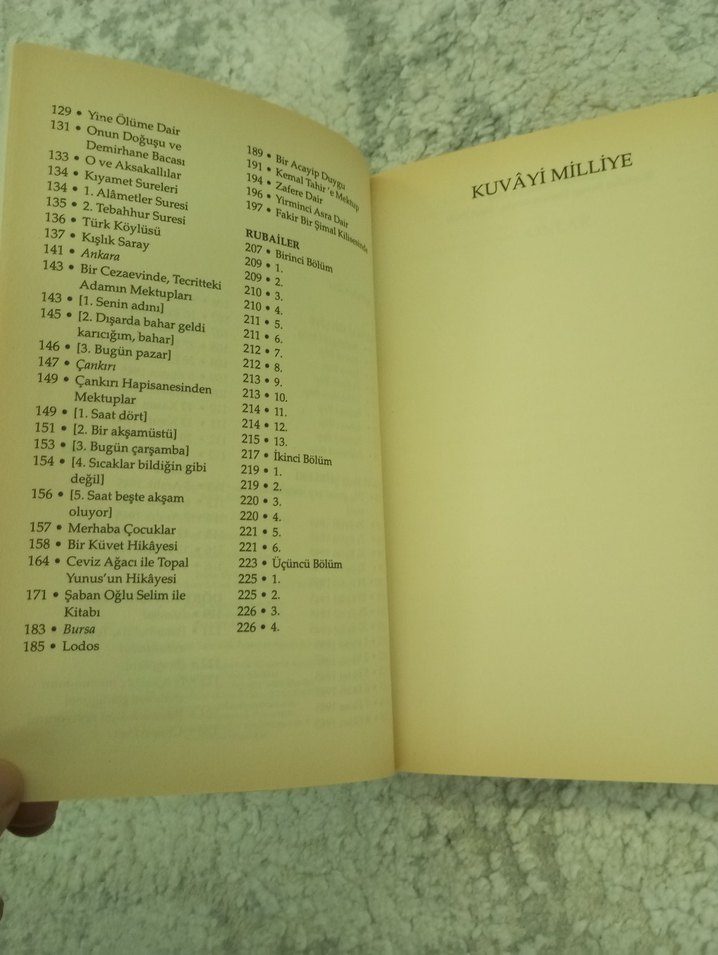 129 • Yine Ölüme Dair
131 • Onun Doğuşu ve
Demirhane Bacası
133 • O ve Aksakallılar
134 • Kıyamet Sureleri
134 • 1. Alâmetler Suresi
135 • 2. Tebahhur Suresi
136 • Türk Köylüsü
137 • Kışlık Saray
141 • Ankara
143 • Bir Cezaevinde, Tecritteki
Adamın Mektupları
143 • [1. Senin adını]
145 • [2. Dışarda bahar geldi
karıcığım, bahar]
146 • [3. Bugün pazar]
147 • Çankırı
149 • Çankırı Hapisanesinden
Mektuplar
149 • [1. Saat dört]
151 • [2. Bir akşamüstü]
153 • [3. Bugün çarşamba]
154 • [4. Sıcaklar bildiğin gibi
değil]
156 • [5. Saat beşte akşam
oluyor]
157 • Merhaba Çocuklar
158 • Bir Küvet Hikâyesi
164 • Ceviz Ağacı ile Topal
Yunus'un Hikâyesi
171 • Şaban Oğlu Selim ile
Kitabı
183 • Bursa
185 • Lodos
189 • Bir Acayip Duygu
191 • Kemal Tahir'e Mektup
194 • Zafere Dair
196 • Yirminci Asra Dair
197 • Fakir Bir Şimal Kilisesinde
RUBAİLER
207 • Birinci Bölüm
209 • 1.
209 • 2.
210 • 3.
210 • 4.
211 • 5.
211 • 6.
212 • 7.
212 • 8.
213 • 9.
213 • 10.
214 • 11.
214 • 12.
215 • 13.
217 • İkinci Bölüm
219 • 1.
219 • 2.
220 • 3.
220 • 4.
221 • 5.
221 • 6.
223 • Üçüncü Bölüm
225 • 1.
225 • 2.
226 • 3.
226 • 4.
KUVÂYİ MİLLİYE